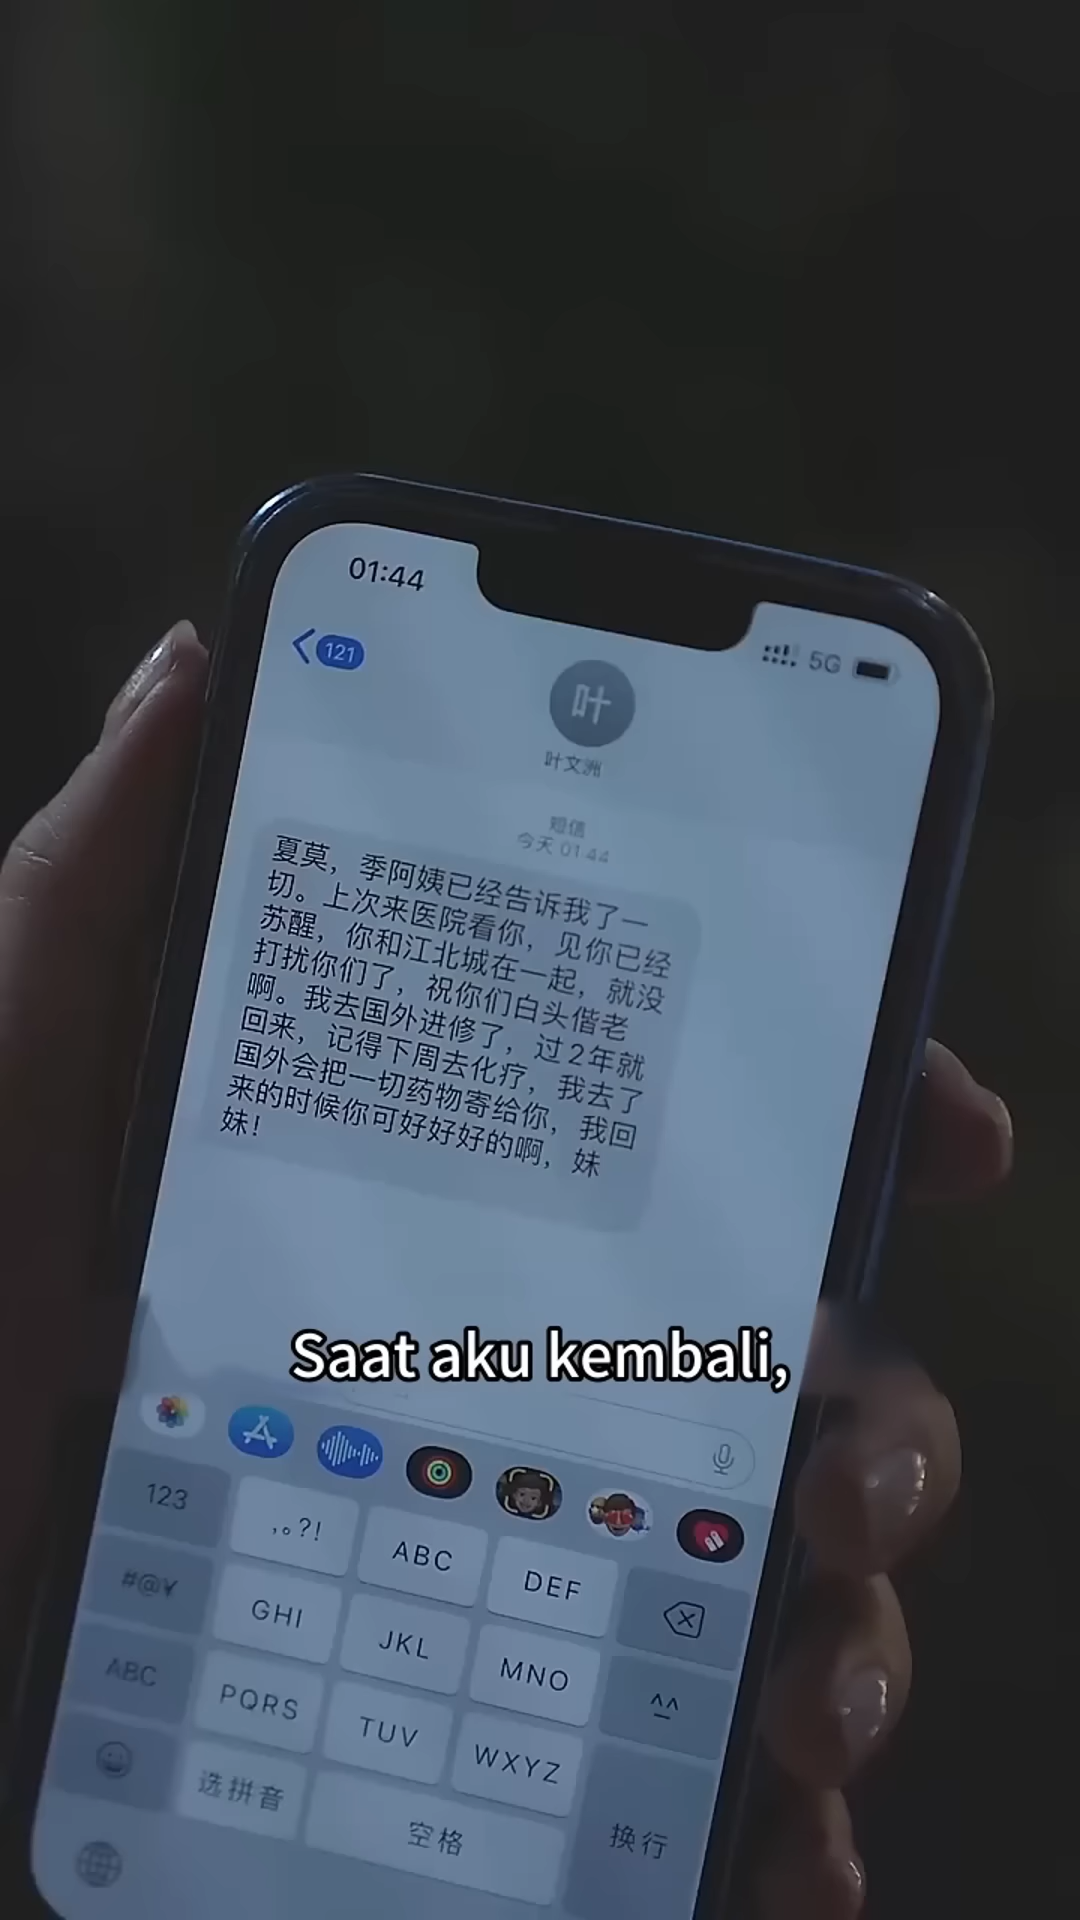 01:44
121
5G
叶
叶文洲
短信
今天 01:44
夏莫，季阿姨已经告诉我了一
切。上次来医院看你，见你已经
苏醒，你和江北城在一起，就没
打扰你们了，祝你们白头偕老
啊。我去国外进修了，过2年就
回来，记得下周去化疗，我去了
国外会把一切药物寄给你，我回
来的时候你可好好好的啊，妹
妹！
Saat aku kembali,
123
,。?!
ABC
DEF
#@¥
GHI
JKL
MNO
^^
ABC
PQRS
TUV
WXYZ
选拼音
空格
换行